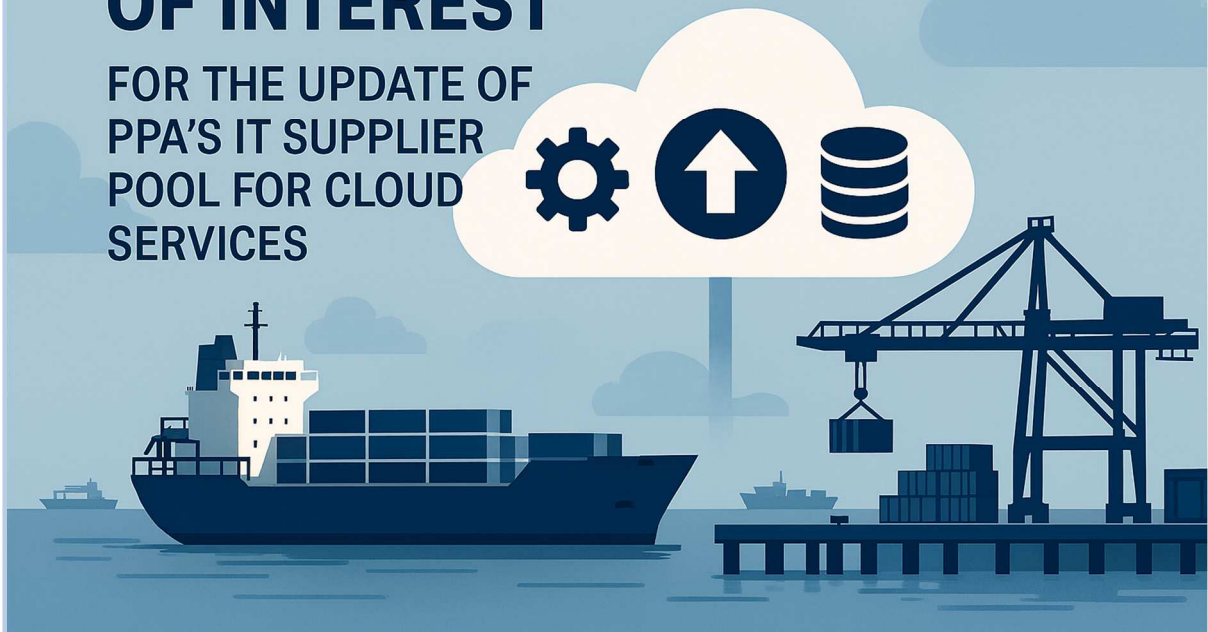 OF INTEREST
FOR THE UPDATE OF
PPA'S IT SUPPLIER
POOL FOR CLOUD
SERVICES